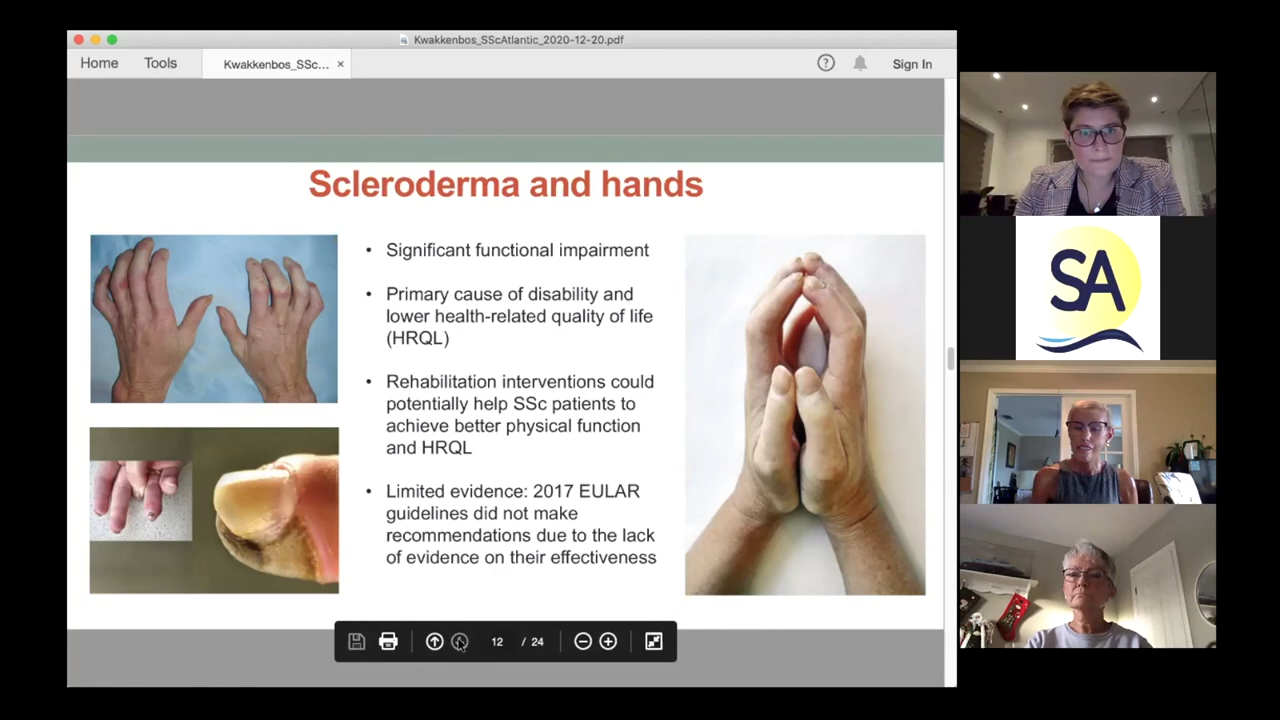 Kwakkenbos_SScAtlantic_2020-12-20.pdf
Home
Tools
Kwakkenbos_SSc... ×
?
Sign In
Scleroderma and hands
• Significant functional impairment
• Primary cause of disability and
lower health-related quality of life
(HRQL)
• Rehabilitation interventions could
potentially help SSc patients to
achieve better physical function
and HRQL
• Limited evidence: 2017 EULAR
guidelines did not make
recommendations due to the lack
of evidence on their effectiveness
12 / 24
SA